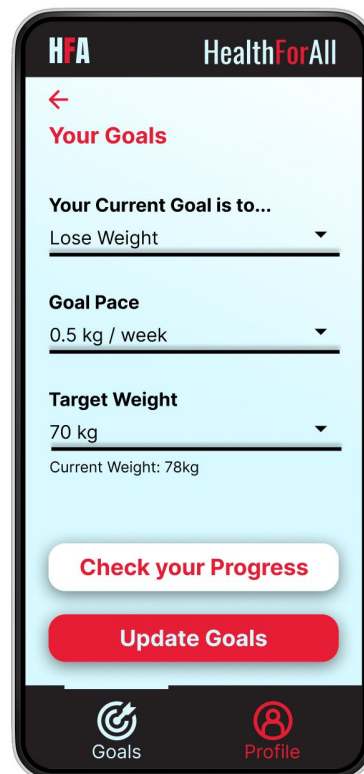 HFA HealthForAll
Your Goals
Your Current Goal is to...
Lose Weight
Goal Pace
0.5 kg / week
Target Weight
70 kg
Current Weight: 78kg
Check your Progress
Update Goals
Goals Profile